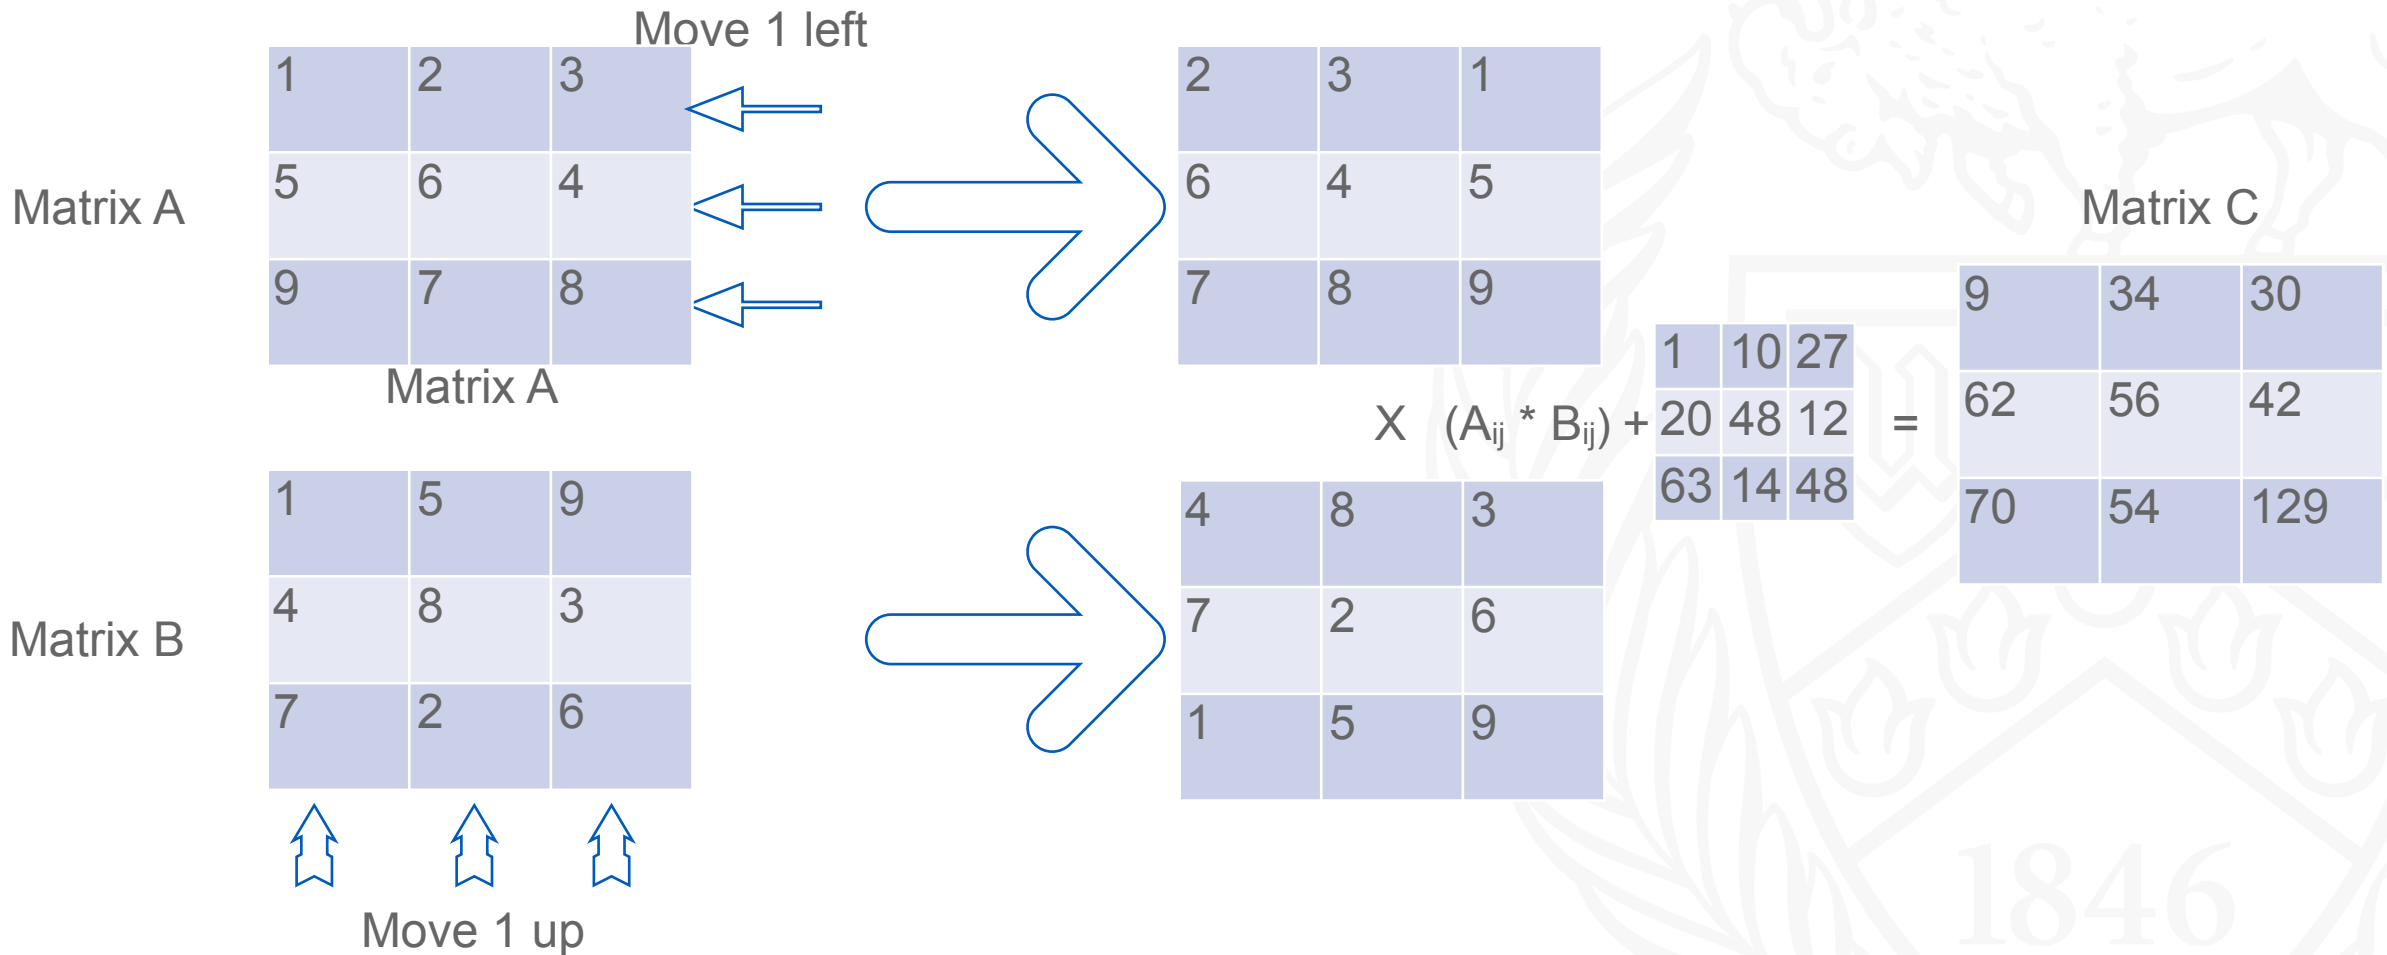 Move 1 left
1 2 3
5 6 4
9 7 8
Matrix A
Matrix A
2 3 1
6 4 5
7 8 9
Matrix B
1 5 9
4 8 3
7 2 6
Move 1 up
4 8 3
7 2 6
1 5 9
X (Aij * Bij) +
1 10 27
20 48 12
63 14 48
=
Matrix C
9 34 30
62 56 42
70 54 129
1846